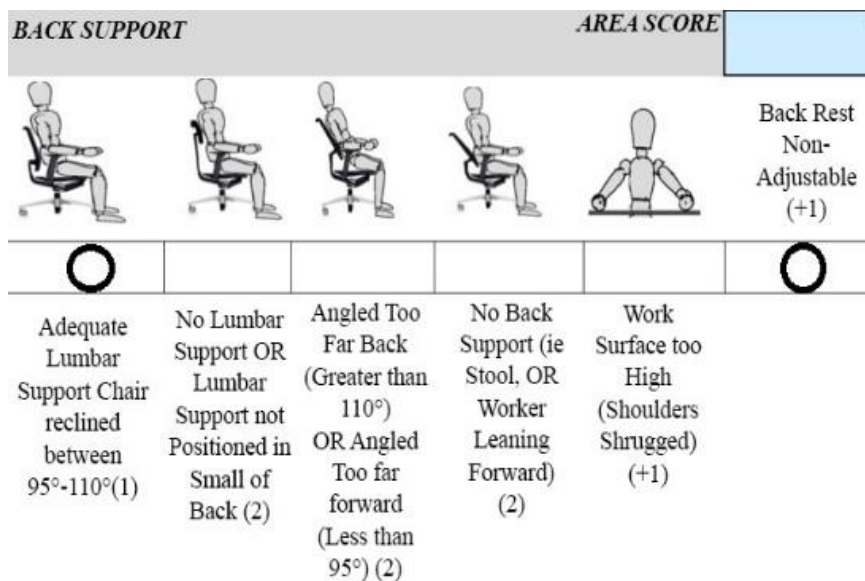 BACK SUPPORT
AREA SCORE
Back Rest
Non-
Adjustable
(+1)
Adequate
Lumbar
Support Chair
reclined
between
95°-110°(1)
No Lumbar
Support OR
Lumbar
Support not
Positioned in
Small of
Back (2)
Angled Too
Far Back
(Greater than
110°)
OR Angled
Too far
forward
(Less than
95°) (2)
No Back
Support (ie
Stool, OR
Worker
Leaning
Forward)
(2)
Work
Surface too
High
(Shoulders
Shrugged)
(+1)